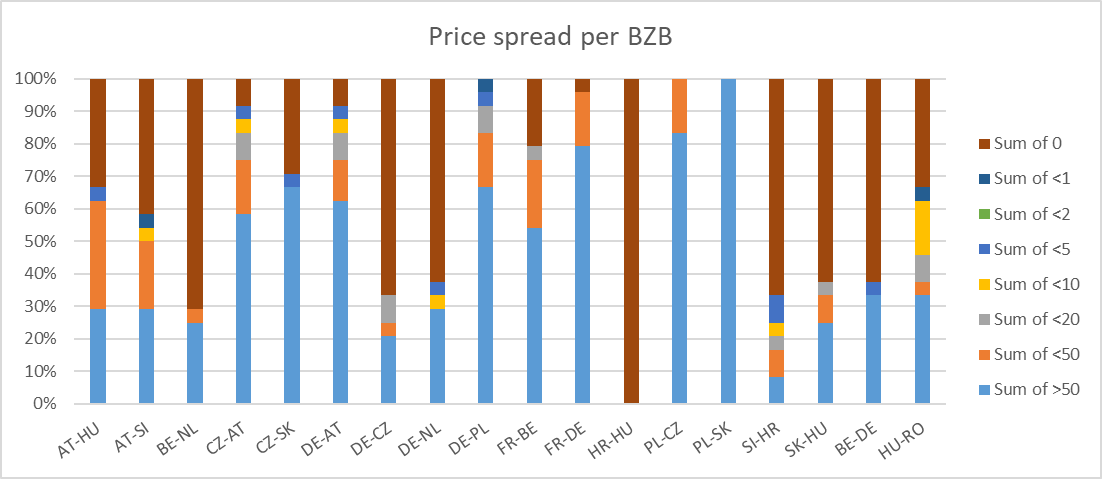 Price spread per BZB
100%
90%
80%
70%
60%
50%
40%
30%
20%
10%
0%
AT-HU
AT-SI
BE-NL
CZ-AT
CZ-SK
DE-AT
DE-CZ
DE-NL
DE-PL
FR-BE
FR-DE
HR-HU
PL-CZ
PL-SK
SI-HR
SK-HU
BE-DE
HU-RO
Sum of 0
Sum of <1
Sum of <2
Sum of <5
Sum of <10
Sum of <20
Sum of <50
Sum of >50